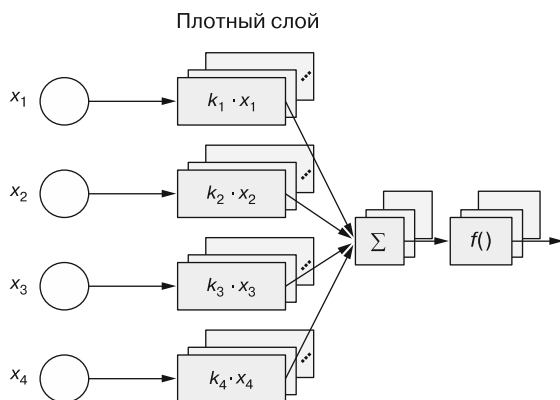 Плотный слой
x₁
k₁ · x₁
x₂
k₂ · x₂
Σ
f()
x₃
k₃ · x₃
x₄
k₄ · x₄